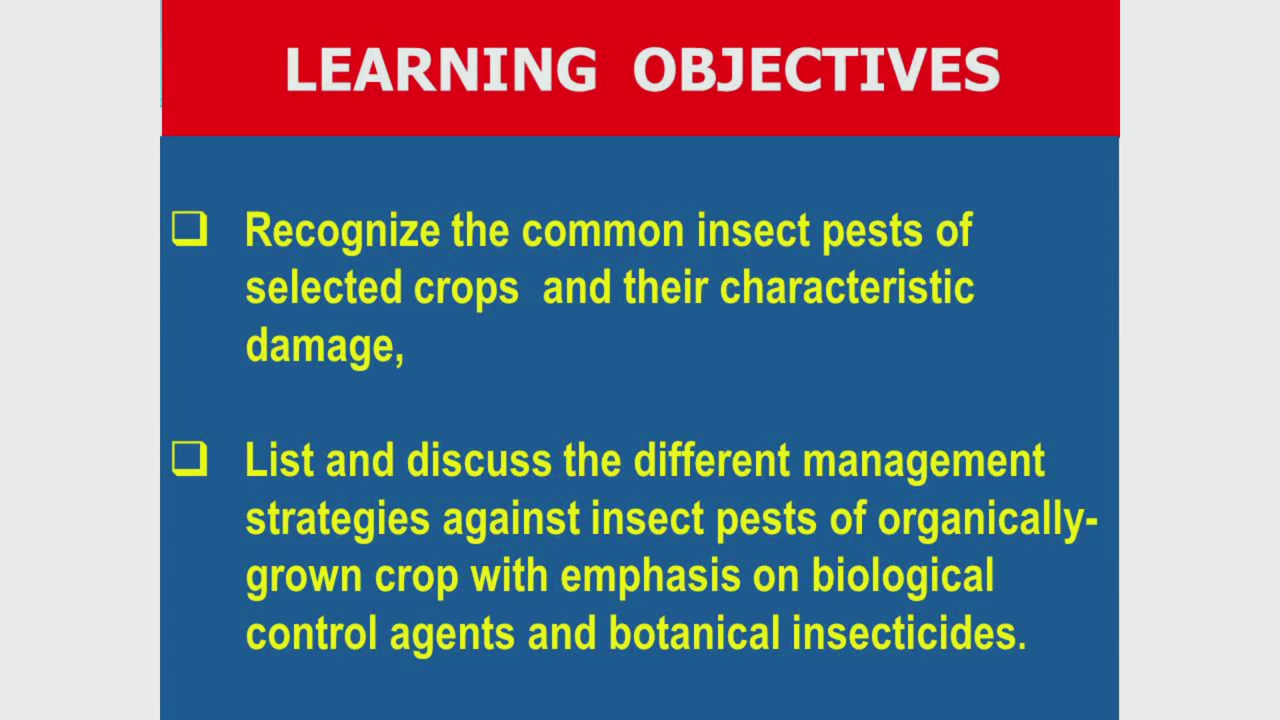 LEARNING OBJECTIVES
❑ Recognize the common insect pests of
selected crops and their characteristic
damage,
❑ List and discuss the different management
strategies against insect pests of organically-
grown crop with emphasis on biological
control agents and botanical insecticides.